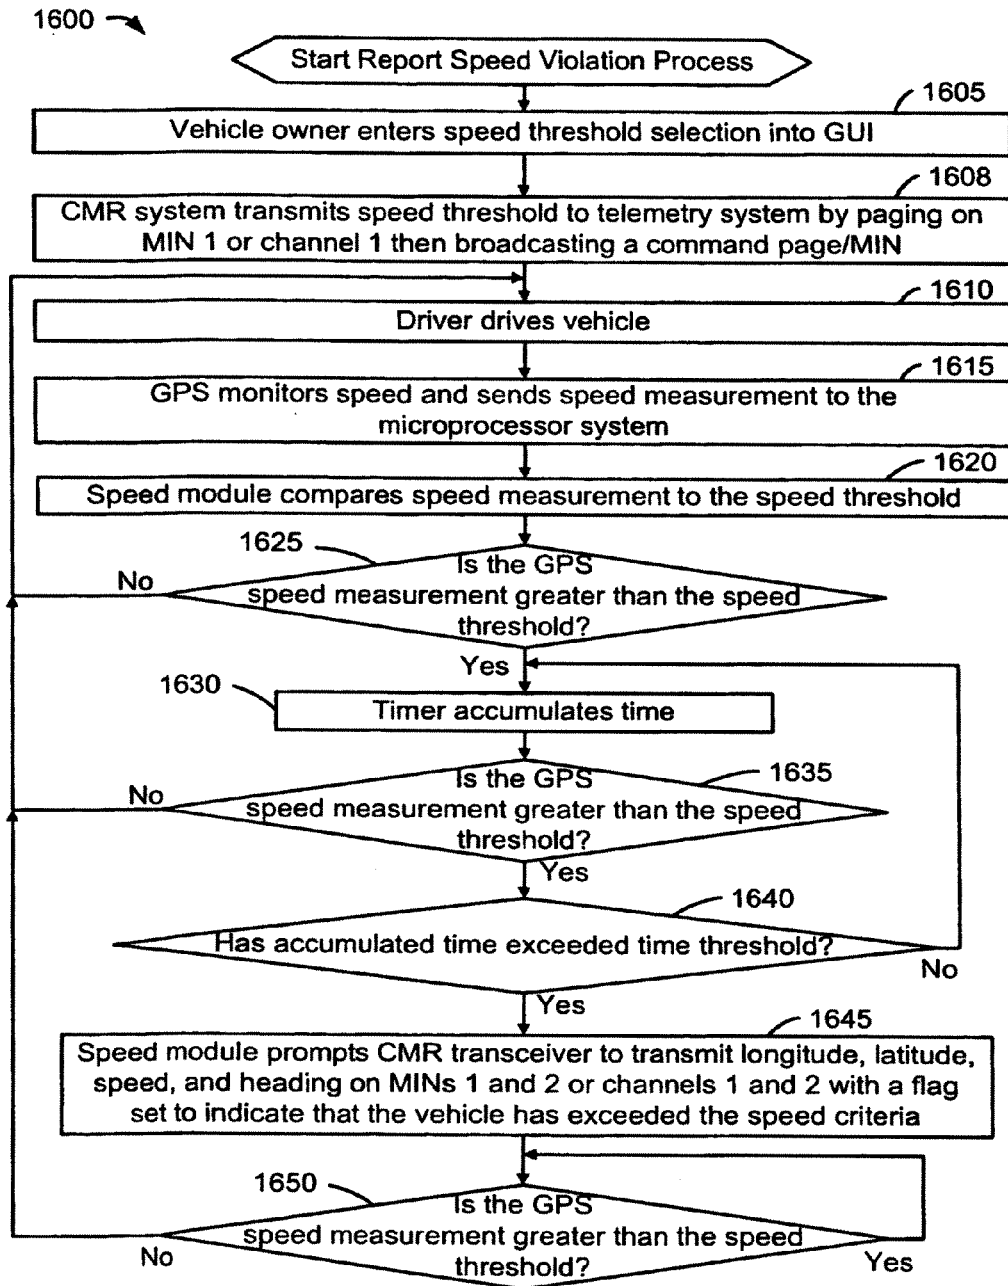 1600
Start Report Speed Violation Process
1605
Vehicle owner enters speed threshold selection into GUI
1608
CMR system transmits speed threshold to telemetry system by paging on
MIN 1 or channel 1 then broadcasting a command page/MIN
1610
Driver drives vehicle
1615
GPS monitors speed and sends speed measurement to the
microprocessor system
1620
Speed module compares speed measurement to the speed threshold
1625
Is the GPS
speed measurement greater than the speed
threshold?
No
Yes
1630
Timer accumulates time
1635
Is the GPS
speed measurement greater than the speed
threshold?
No
Yes
1640
Has accumulated time exceeded time threshold?
No
Yes
1645
Speed module prompts CMR transceiver to transmit longitude, latitude,
speed, and heading on MINs 1 and 2 or channels 1 and 2 with a flag
set to indicate that the vehicle has exceeded the speed criteria
1650
Is the GPS
speed measurement greater than the speed
threshold?
No
Yes